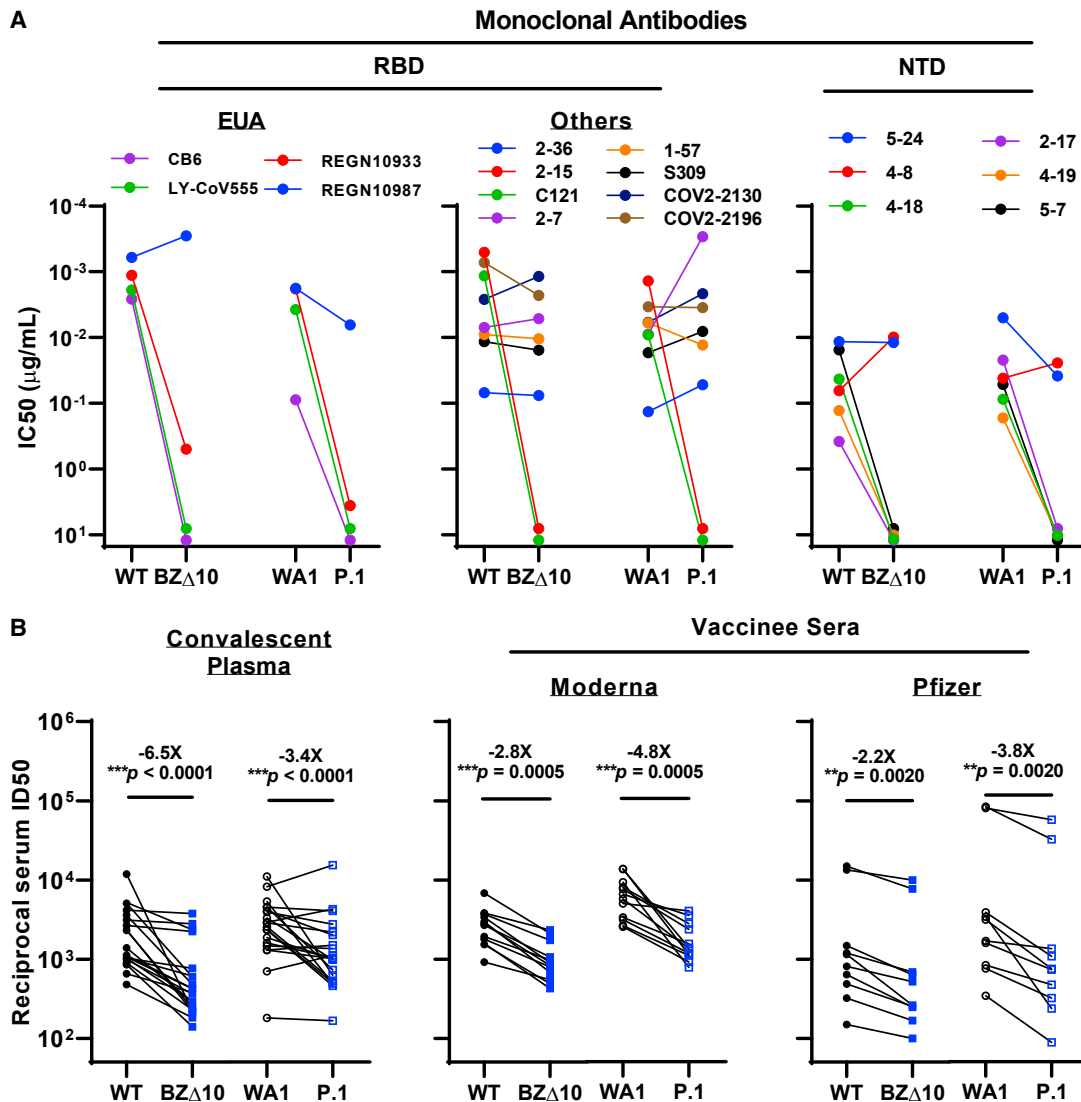 A
Monoclonal Antibodies
RBD
NTD
EUA
Others
CB6
LY-CoV555
REGN10933
REGN10987
2-36
2-15
C121
2-7
1-57
S309
COV2-2130
COV2-2196
5-24
4-8
4-18
2-17
4-19
5-7
IC50 (μg/mL)
10⁻⁴
10⁻³
10⁻²
10⁻¹
10⁰
10¹
WT BZΔ10 WA1 P.1
WT BZΔ10 WA1 P.1
WT BZΔ10 WA1 P.1
B
Convalescent
Plasma
Vaccinee Sera
Moderna
Pfizer
Reciprocal serum ID50
10⁶
10⁵
10⁴
10³
10²
-6.5X
***p < 0.0001
-3.4X
***p < 0.0001
-2.8X
***p = 0.0005
-4.8X
***p = 0.0005
-2.2X
**p = 0.0020
-3.8X
**p = 0.0020
WT BZΔ10 WA1 P.1
WT BZΔ10 WA1 P.1
WT BZΔ10 WA1 P.1